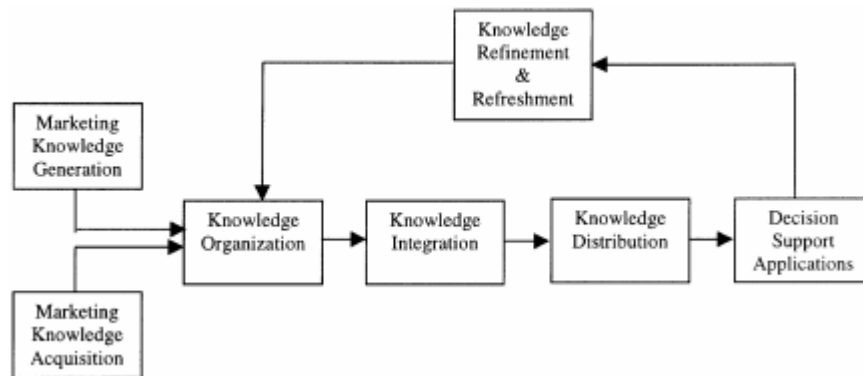 Knowledge
Refinement
&
Refreshment
Marketing
Knowledge
Generation
Knowledge
Organization
Knowledge
Integration
Knowledge
Distribution
Decision
Support
Applications
Marketing
Knowledge
Acquisition